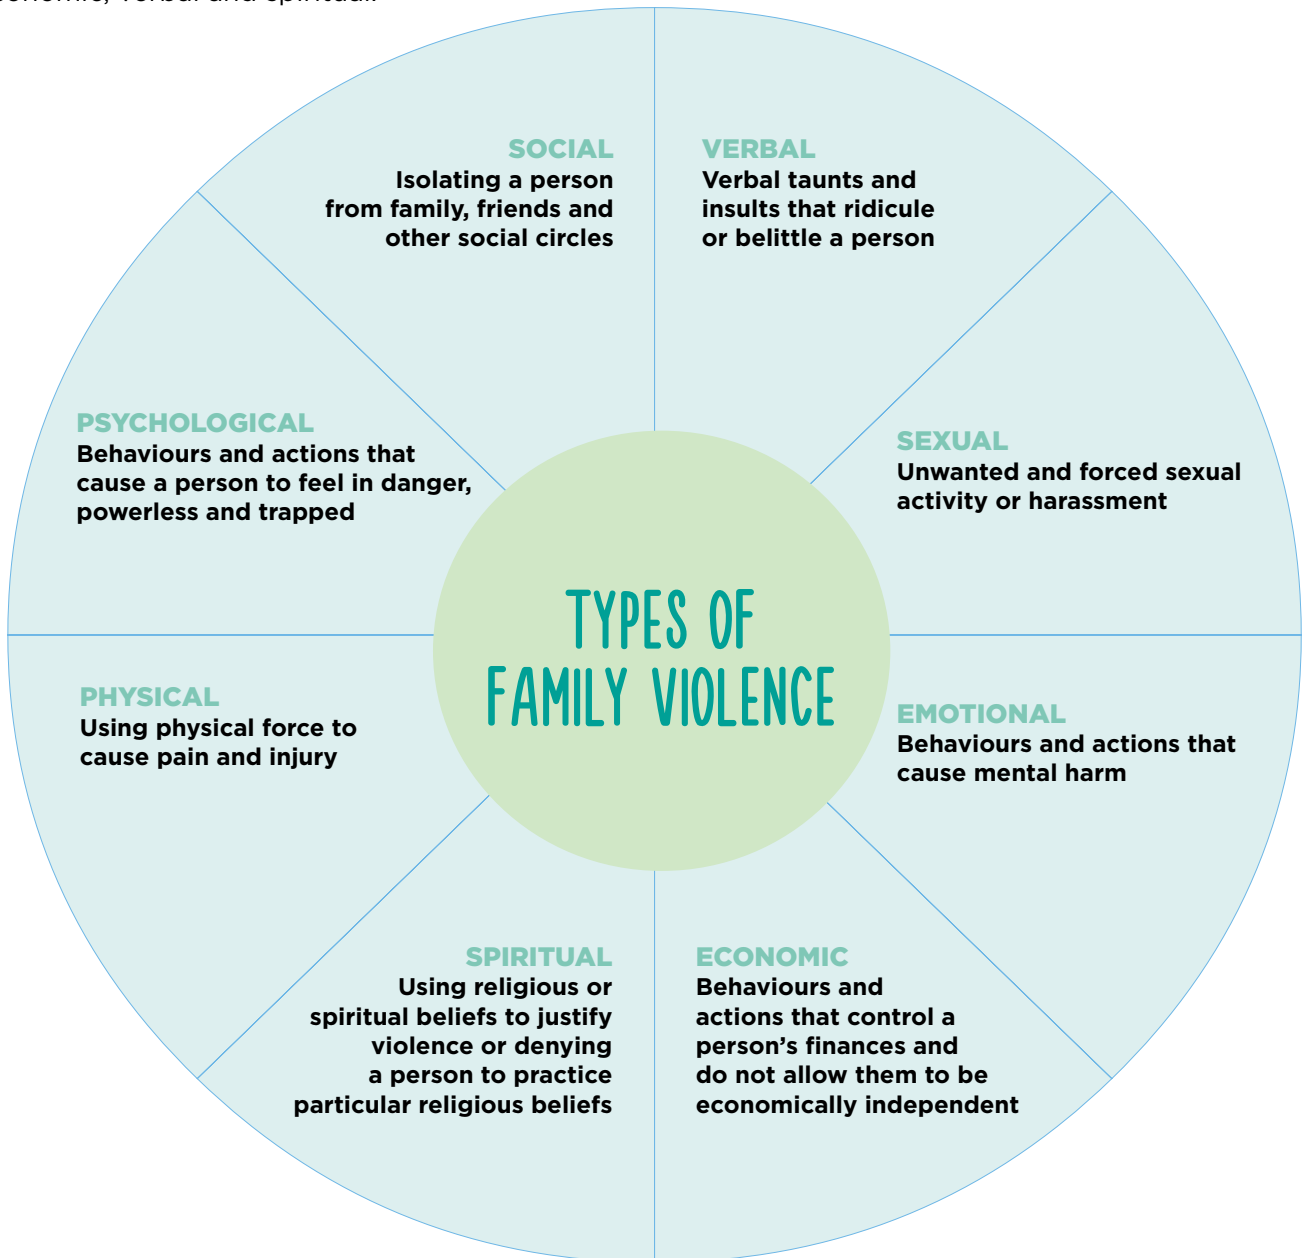 economic, verbal and spiritual.
SOCIAL
Isolating a person
from family, friends and
other social circles
VERBAL
Verbal taunts and
insults that ridicule
or belittle a person
PSYCHOLOGICAL
Behaviours and actions that
cause a person to feel in danger,
powerless and trapped
SEXUAL
Unwanted and forced sexual
activity or harassment
TYPES OF
FAMILY VIOLENCE
PHYSICAL
Using physical force to
cause pain and injury
EMOTIONAL
Behaviours and actions that
cause mental harm
SPIRITUAL
Using religious or
spiritual beliefs to justify
violence or denying
a person to practice
particular religious beliefs
ECONOMIC
Behaviours and
actions that control a
person’s finances and
do not allow them to be
economically independent